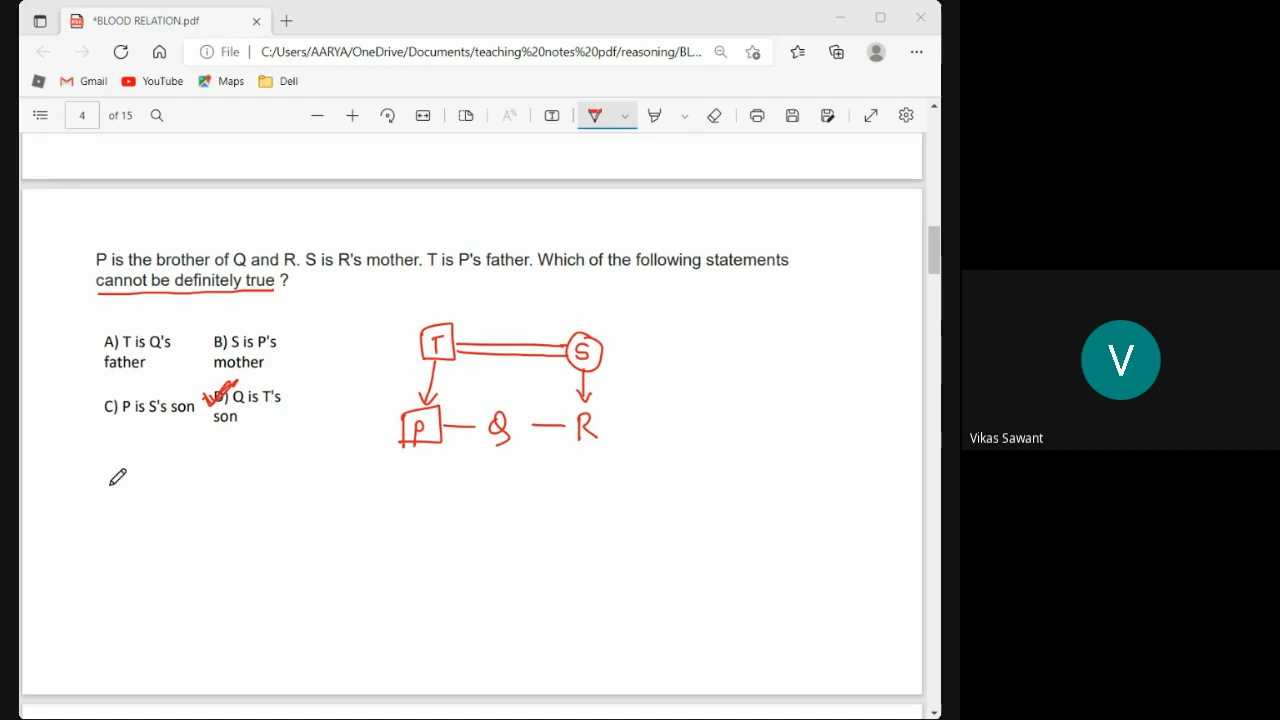 *BLOOD RELATION.pdf
File C:/Users/AARYA/OneDrive/Documents/teaching%20notes%20pdf/reasoning/BL...
Gmail YouTube Maps Dell
4 of 15
P is the brother of Q and R. S is R's mother. T is P's father. Which of the following statements
cannot be definitely true ?
A) T is Q's
father
B) S is P's
mother
C) P is S's son
D) Q is T's
son
T S
P Q R
V
Vikas Sawant